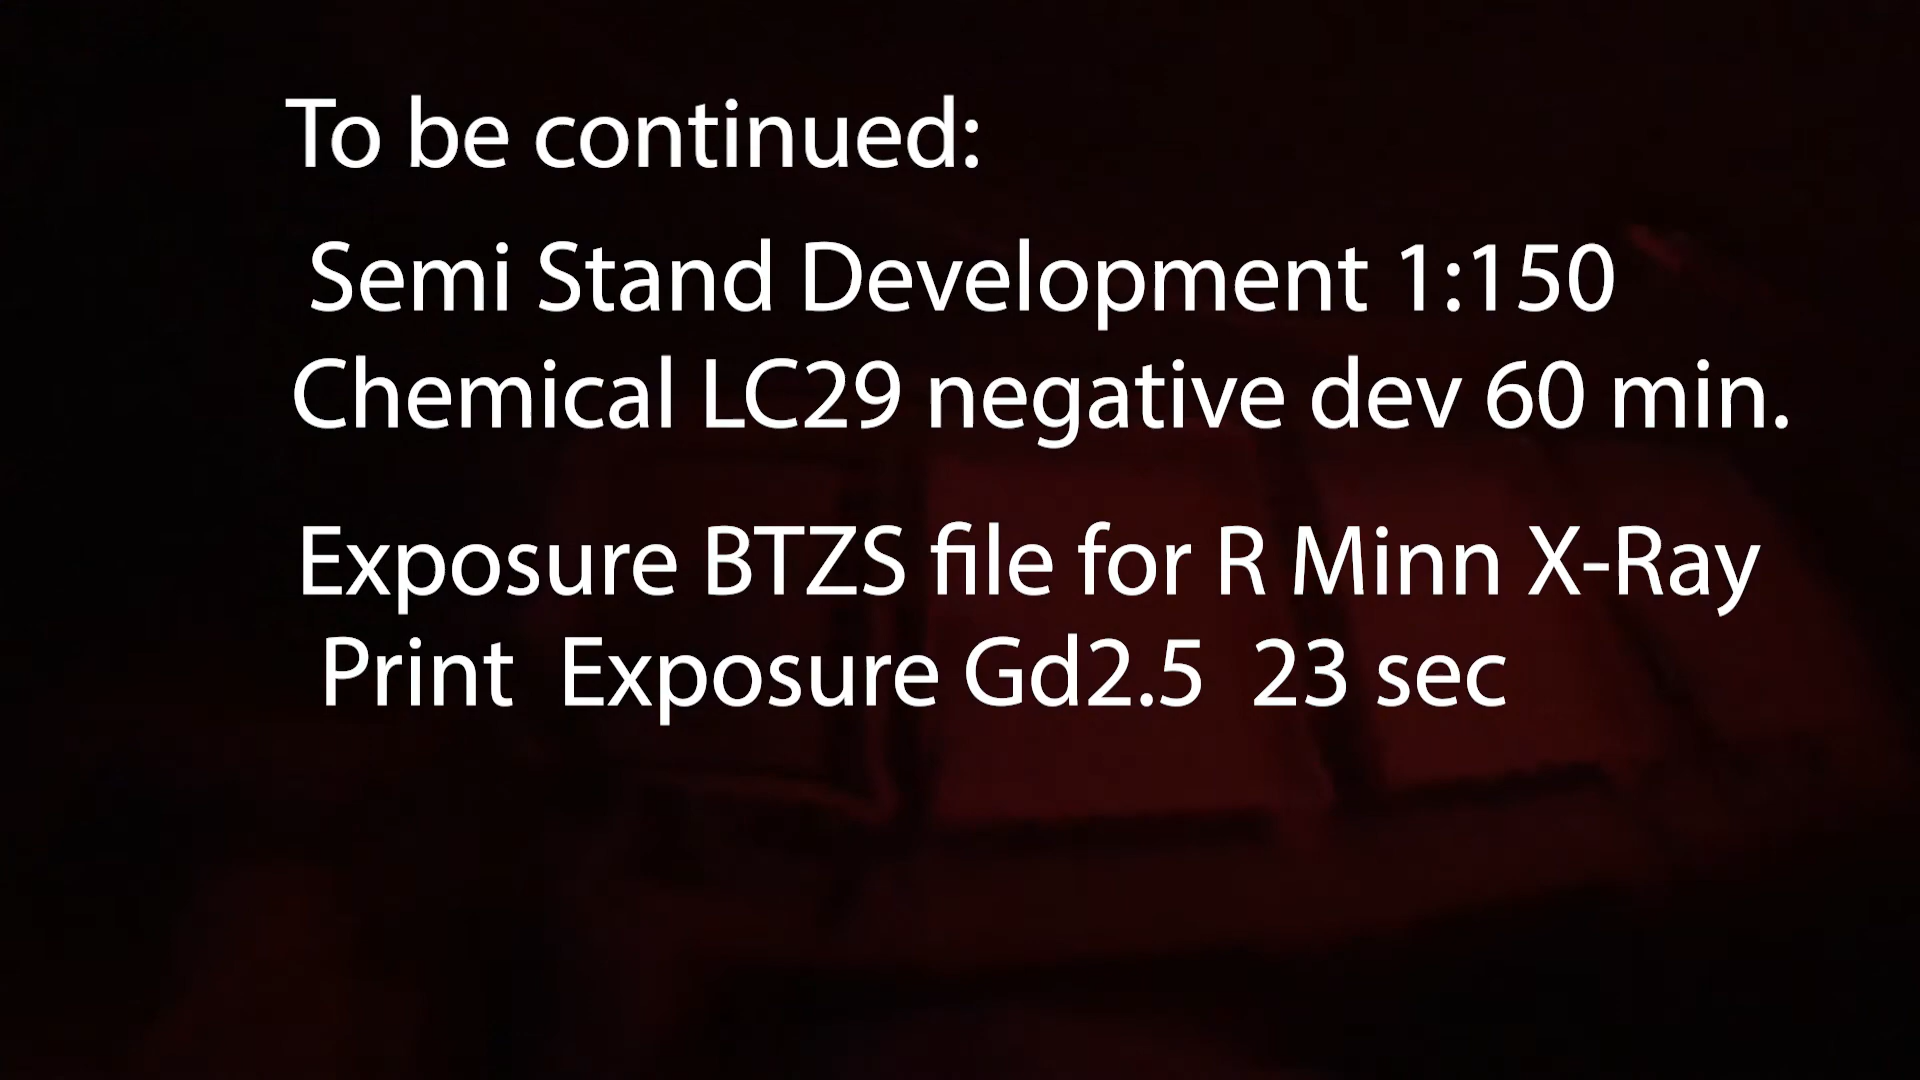 To be continued:
Semi Stand Development 1:150
Chemical LC29 negative dev 60 min.
Exposure BTZS file for R Minn X-Ray
Print Exposure Gd2.5 23 sec